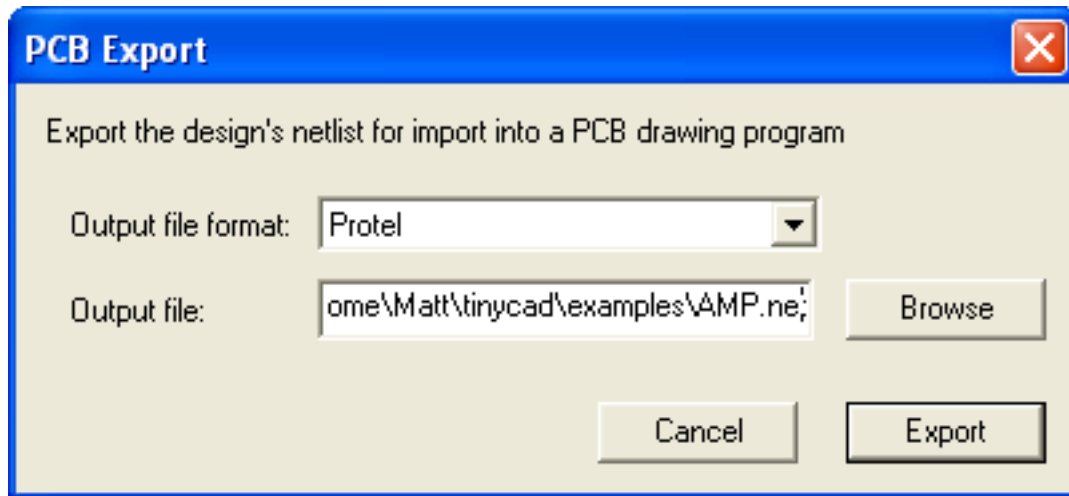 PCB Export
Export the design's netlist for import into a PCB drawing program
Output file format: Protel
Output file: ome\Matt\tinycad\examples\AMP.ne Browse
Cancel Export